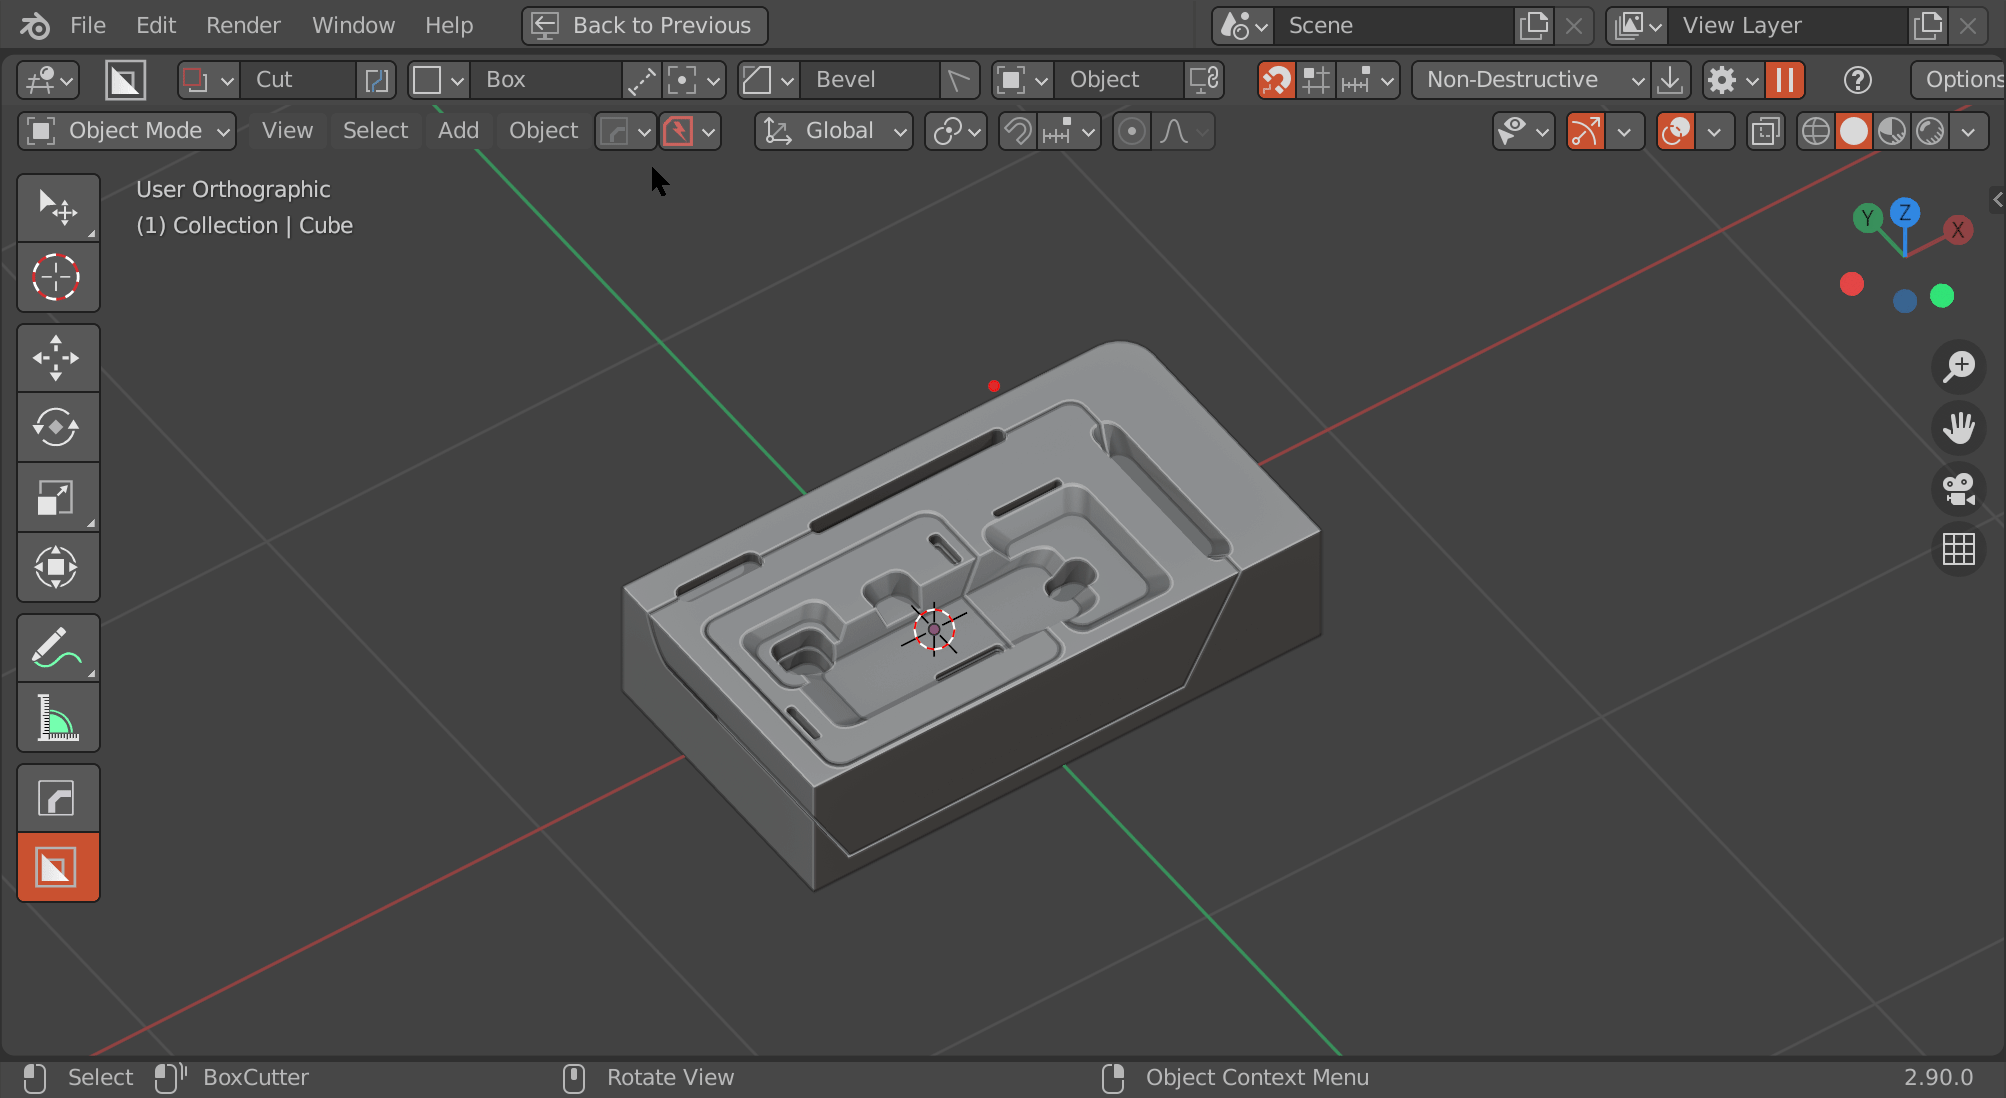 File Edit Render Window Help Back to Previous Scene View Layer
Cut Box Bevel Object Non-Destructive Options
Object Mode View Select Add Object Global
User Orthographic
(1) Collection | Cube
Y Z X
Select BoxCutter Rotate View Object Context Menu 2.90.0